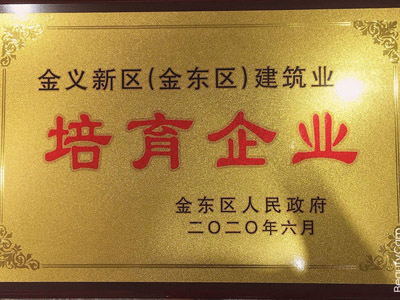 金义新区(金东区)建筑业
培育企业
金东区人民政府
二〇二〇年六月